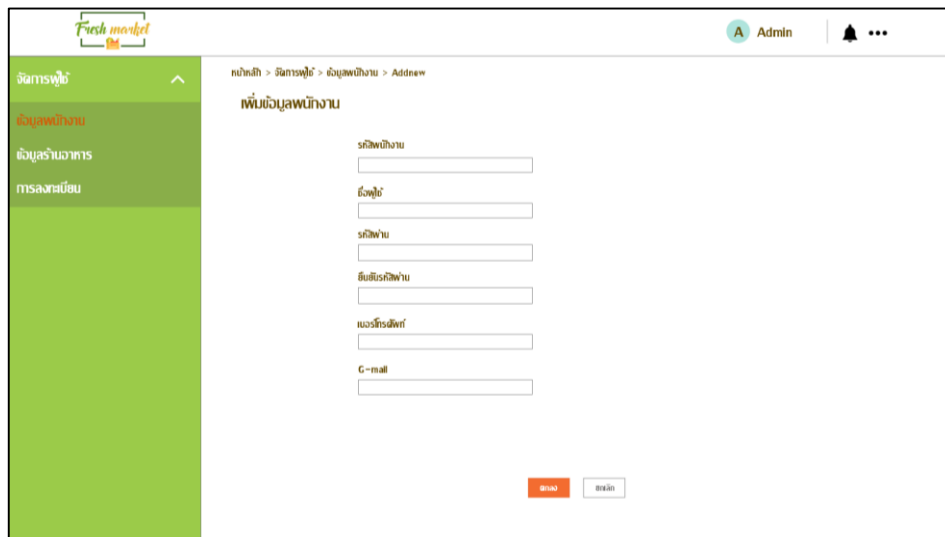 Fresh market
A Admin
จัดการผู้ใช้
ข้อมูลพนักงาน
ข้อมูลร้านอาหาร
การลงทะเบียน
หน้าหลัก > จัดการผู้ใช้ > ข้อมูลพนักงาน > Addnew
เพิ่มข้อมูลพนักงาน
รหัสพนักงาน
ชื่อผู้ใช้
รหัสผ่าน
ยืนยันรหัสผ่าน
เบอร์โทรศัพท์
G-mail
ตกลง
ยกเลิก